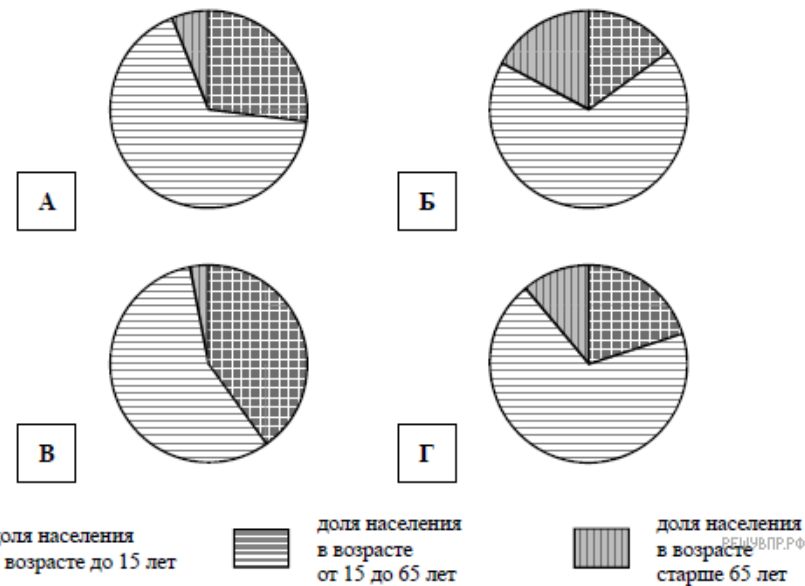 А
Б
В
Г
доля населения
возрасте до 15 лет
доля населения
в возрасте
от 15 до 65 лет
доля населения
в возрасте
старше 65 лет
РЕШУВПР.РФ